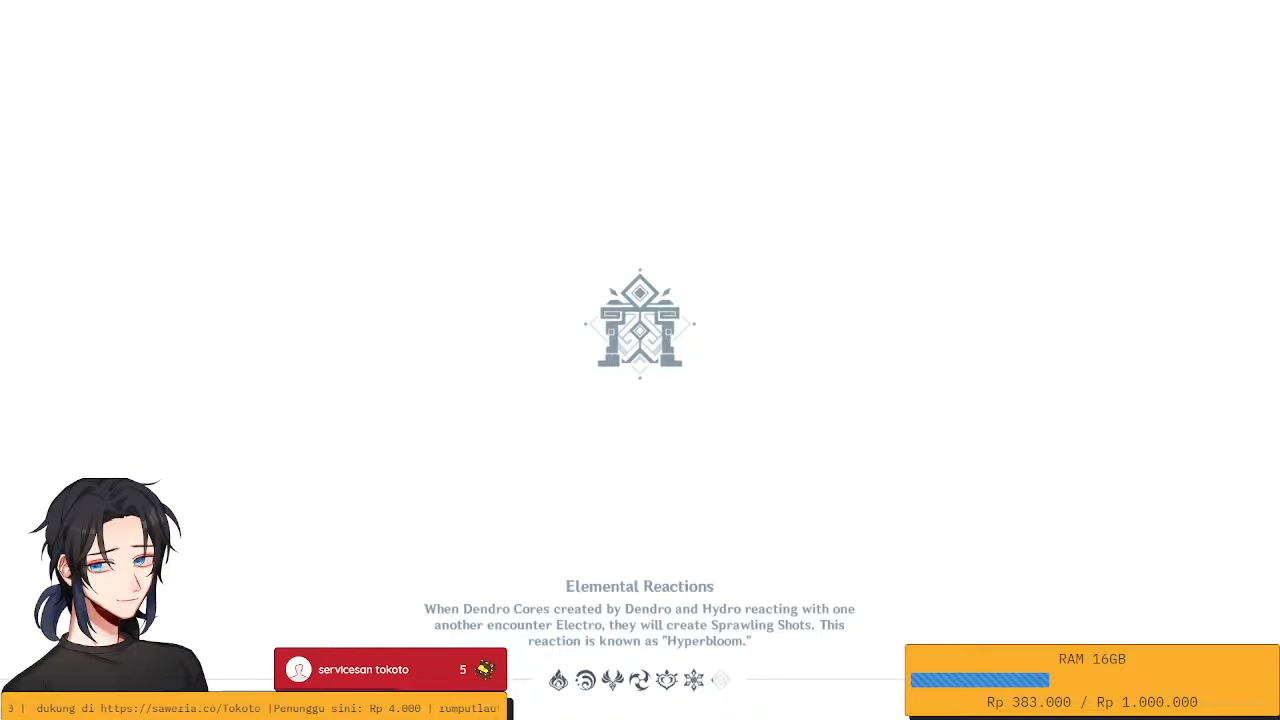 Elemental Reactions
When Dendro Cores created by Dendro and Hydro reacting with one
another encounter Electro, they will create Sprawling Shots. This
reaction is known as "Hyperbloom."
RAM 16GB
servicesan tokoto 5
Rp 383.000 / Rp 1.000.000
3 | dukung di https://saweria.co/Tokoto |Penunggu sini: Rp 4.000 | rumputlau